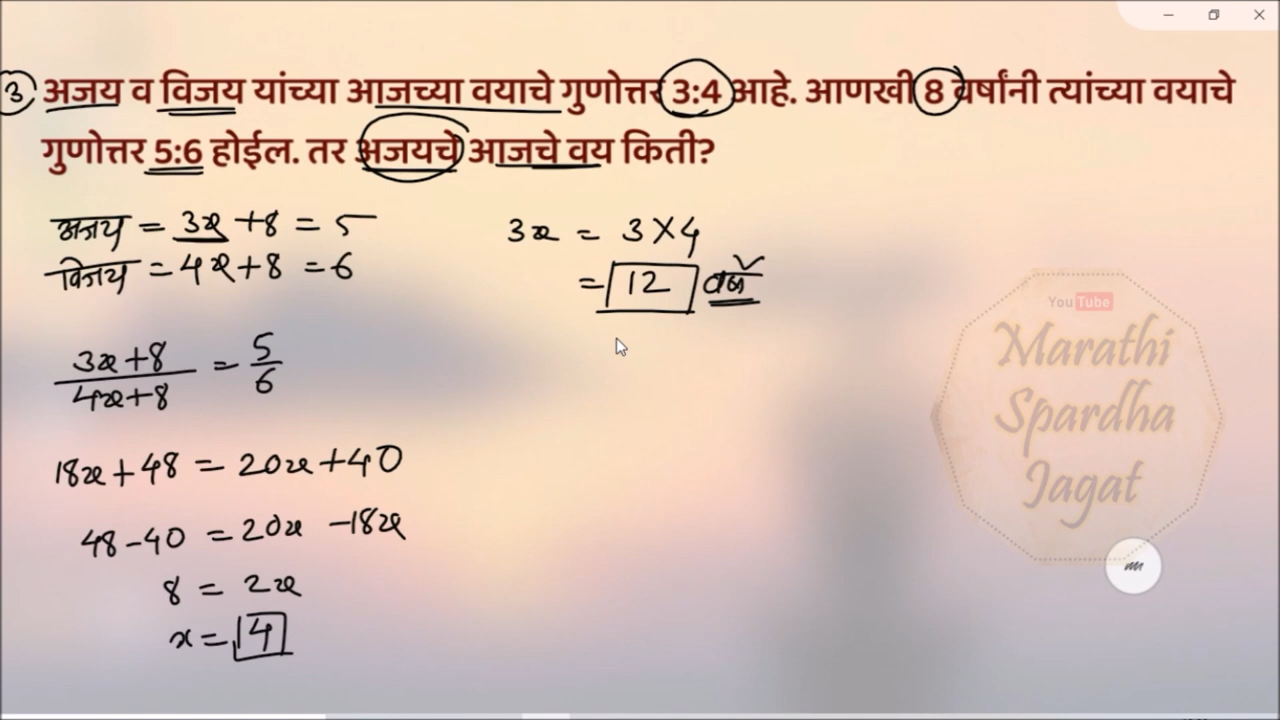 3 अजय व विजय यांच्या आजच्या वयाचे गुणोत्तर 3:4 आहे. आणखी 8 वर्षांनी त्यांच्या वयाचे
गुणोत्तर 5:6 होईल. तर अजयचे आजचे वय किती?
अजय = 3x + 8 = 5
विजय = 4x + 8 = 6
3x + 8 / 4x + 8 = 5 / 6
18x + 48 = 20x + 40
48 - 40 = 20x - 18x
8 = 2x
x = 4
3x = 3 × 4
= 12 वर्ष
YouTube
Marathi
Spardha
Jagat